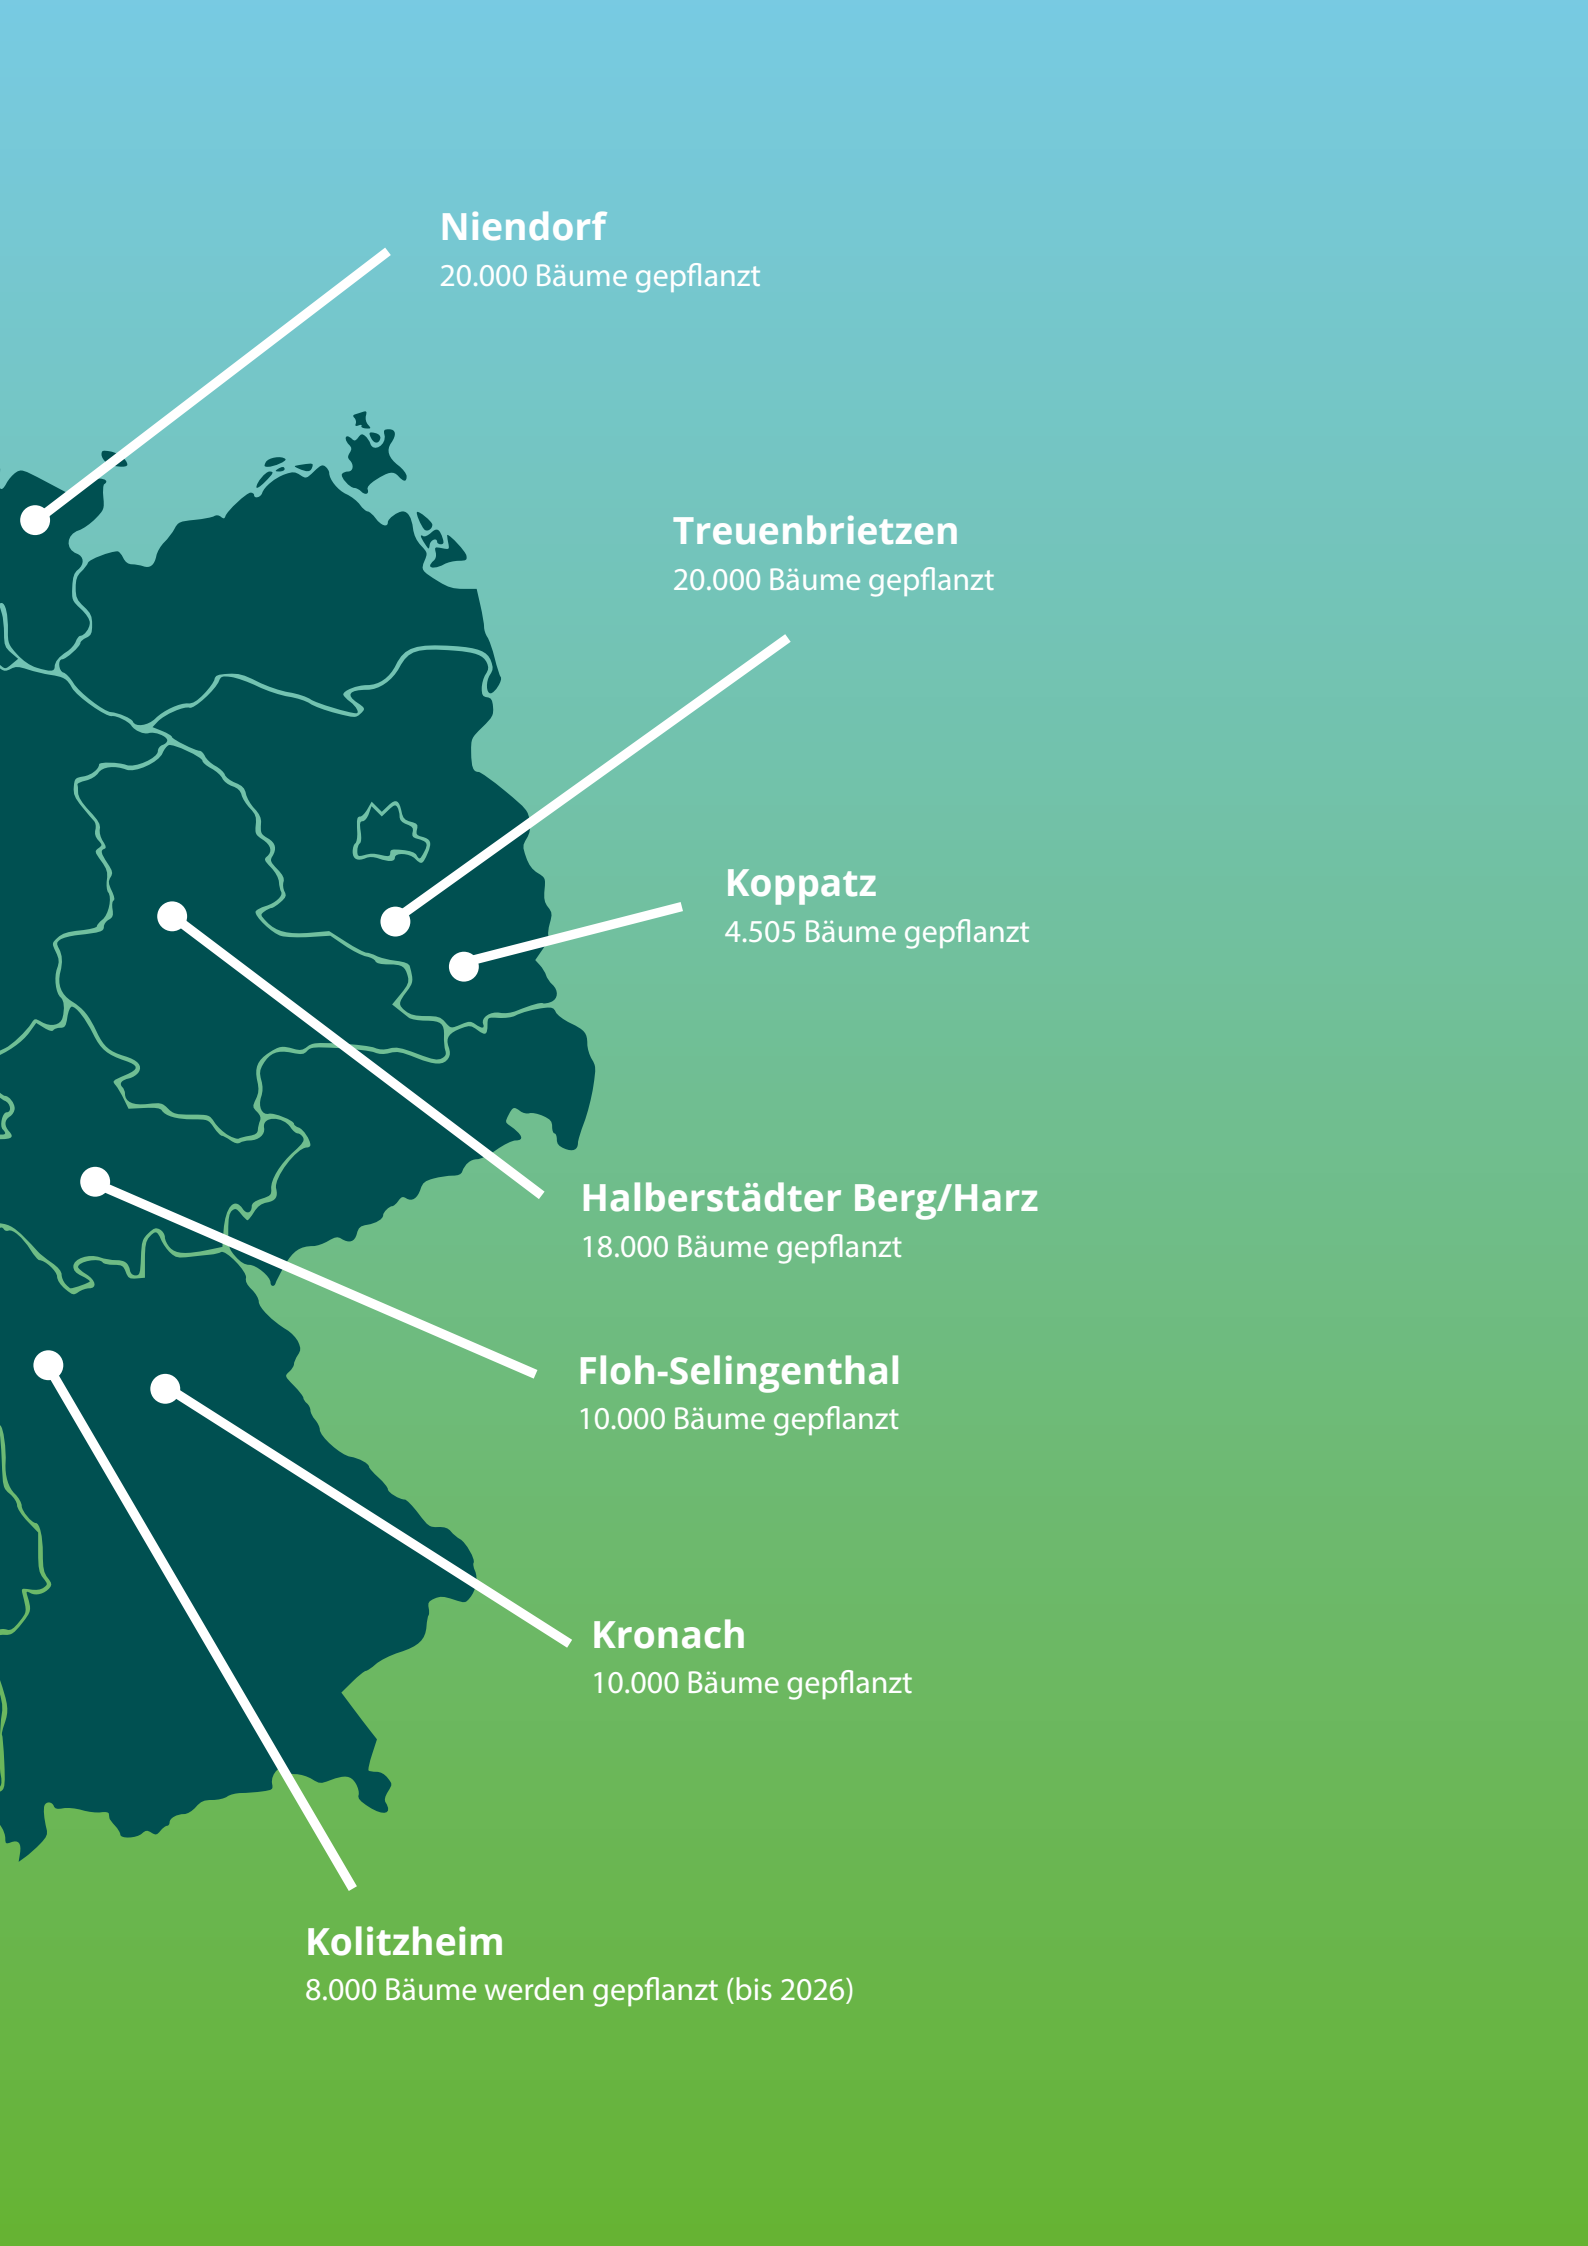 Niendorf
20.000 Bäume gepflanzt
Treuenbrietzen
20.000 Bäume gepflanzt
Koppatz
4.505 Bäume gepflanzt
Halberstädter Berg/Harz
18.000 Bäume gepflanzt
Floh-Selingenthal
10.000 Bäume gepflanzt
Kronach
10.000 Bäume gepflanzt
Kolitzheim
8.000 Bäume werden gepflanzt (bis 2026)